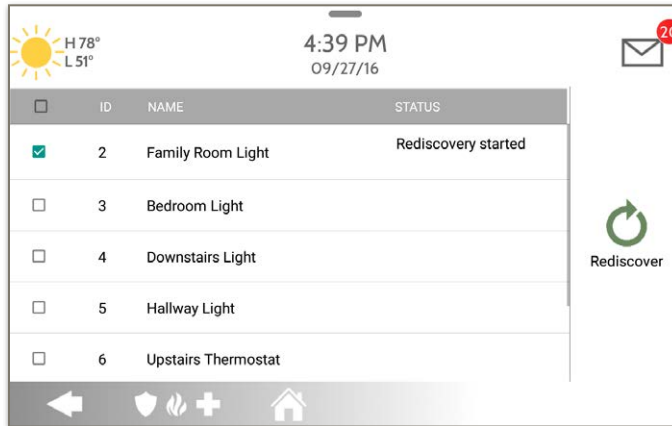 H 78°
L 51°
4:39 PM
09/27/16
ID NAME STATUS
2 Family Room Light Rediscovery started
3 Bedroom Light
4 Downstairs Light
5 Hallway Light
6 Upstairs Thermostat
Rediscover